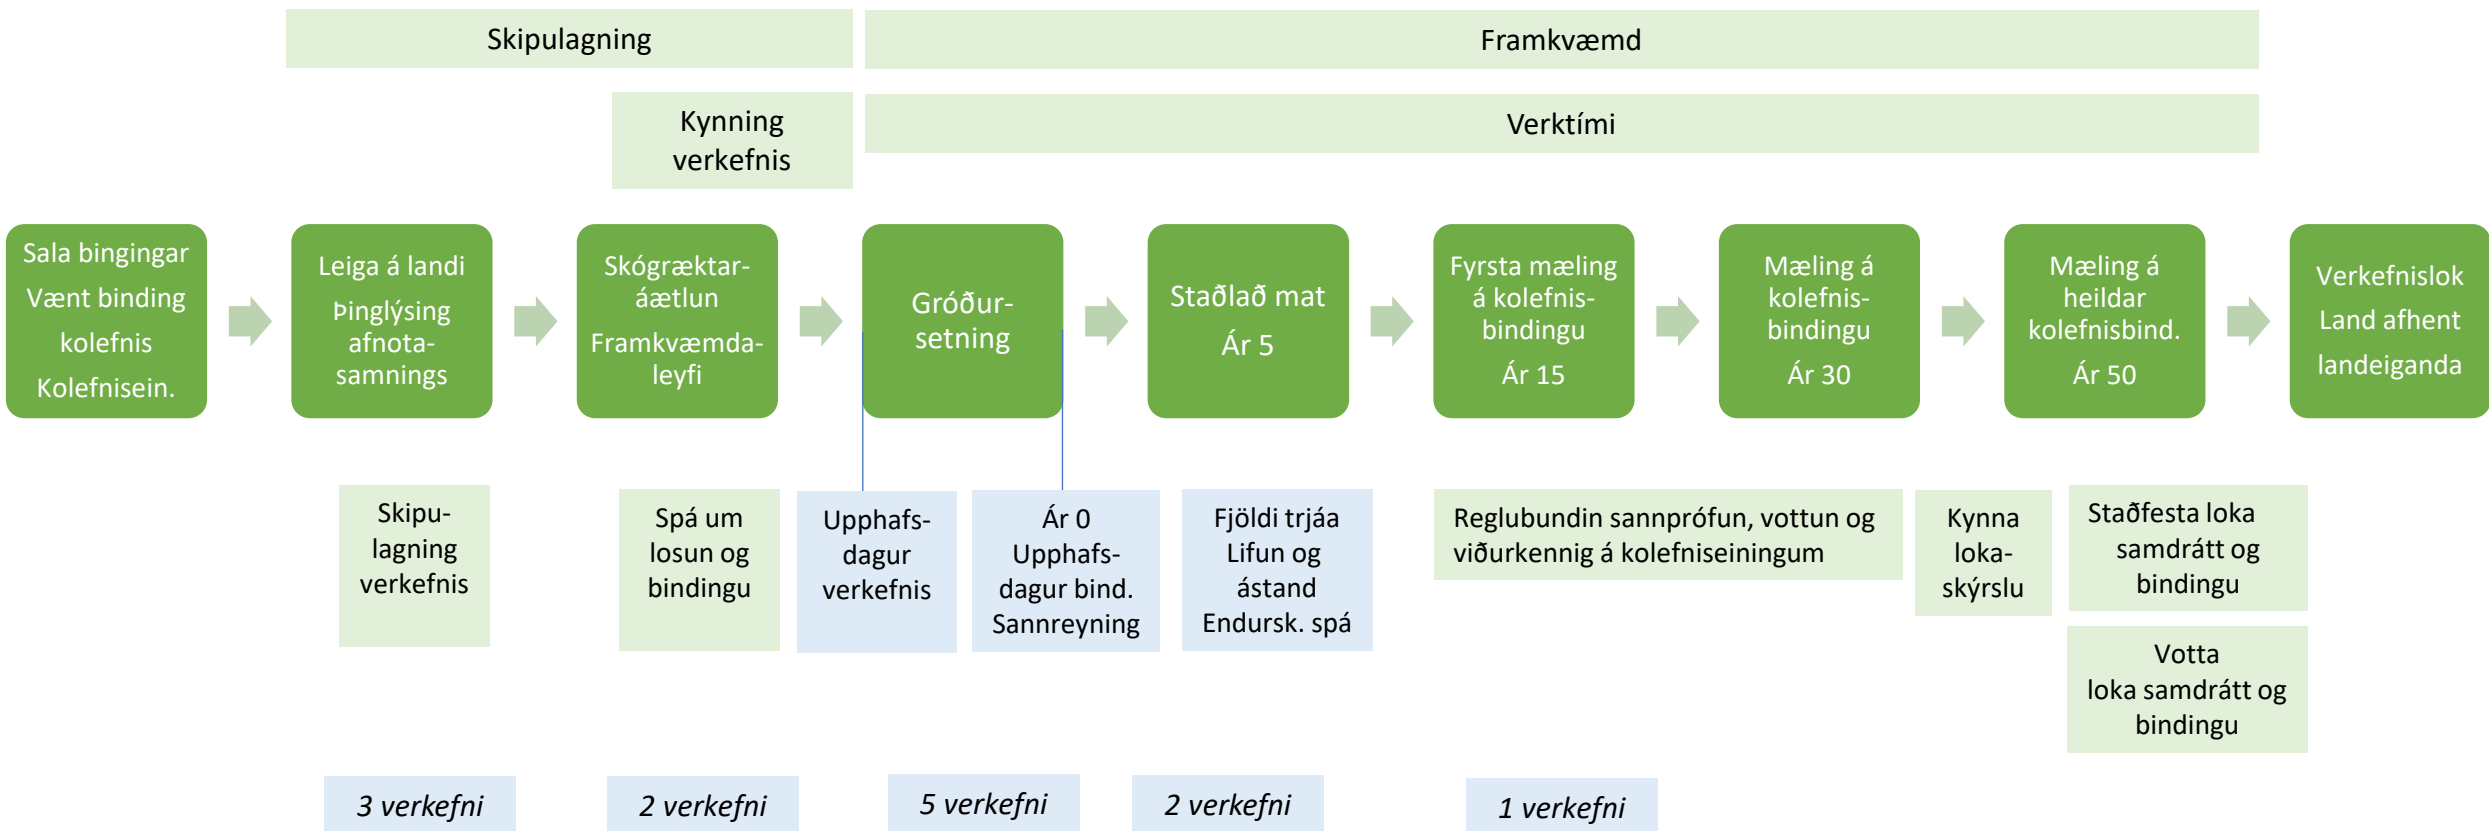 Skipulagning
Framkvæmd
Kynning
verkefnis
Verktími
Sala bingingar
Vænt binding
kolefnis
Kolefnisein.
Leiga á landi
Þinglýsing
afnota-
samnings
Skógræktar-
áætlun
Framkvæmda-
leyfi
Gróður-
setning
Staðlað mat
Ár 5
Fyrsta mæling
á kolefnis-
bindingu
Ár 15
Mæling á
kolefnis-
bindingu
Ár 30
Mæling á
heildar
kolefnisbind.
Ár 50
Verkefnislok
Land afhent
landeiganda
Skipu-
lagning
verkefnis
Spá um
losun og
bindingu
Upphafs-
dagur
verkefnis
Ár 0
Upphafs-
dagur bind.
Sannreyning
Fjöldi trjáa
Lifun og
ástand
Endursk. spá
Reglubundin sannprófun, vottun og
viðurkennig á kolefniseiningum
Kynna
loka-
skýrslu
Staðfesta loka
samdrátt og
bindingu
Votta
loka samdrátt og
bindingu
3 verkefni
2 verkefni
5 verkefni
2 verkefni
1 verkefni